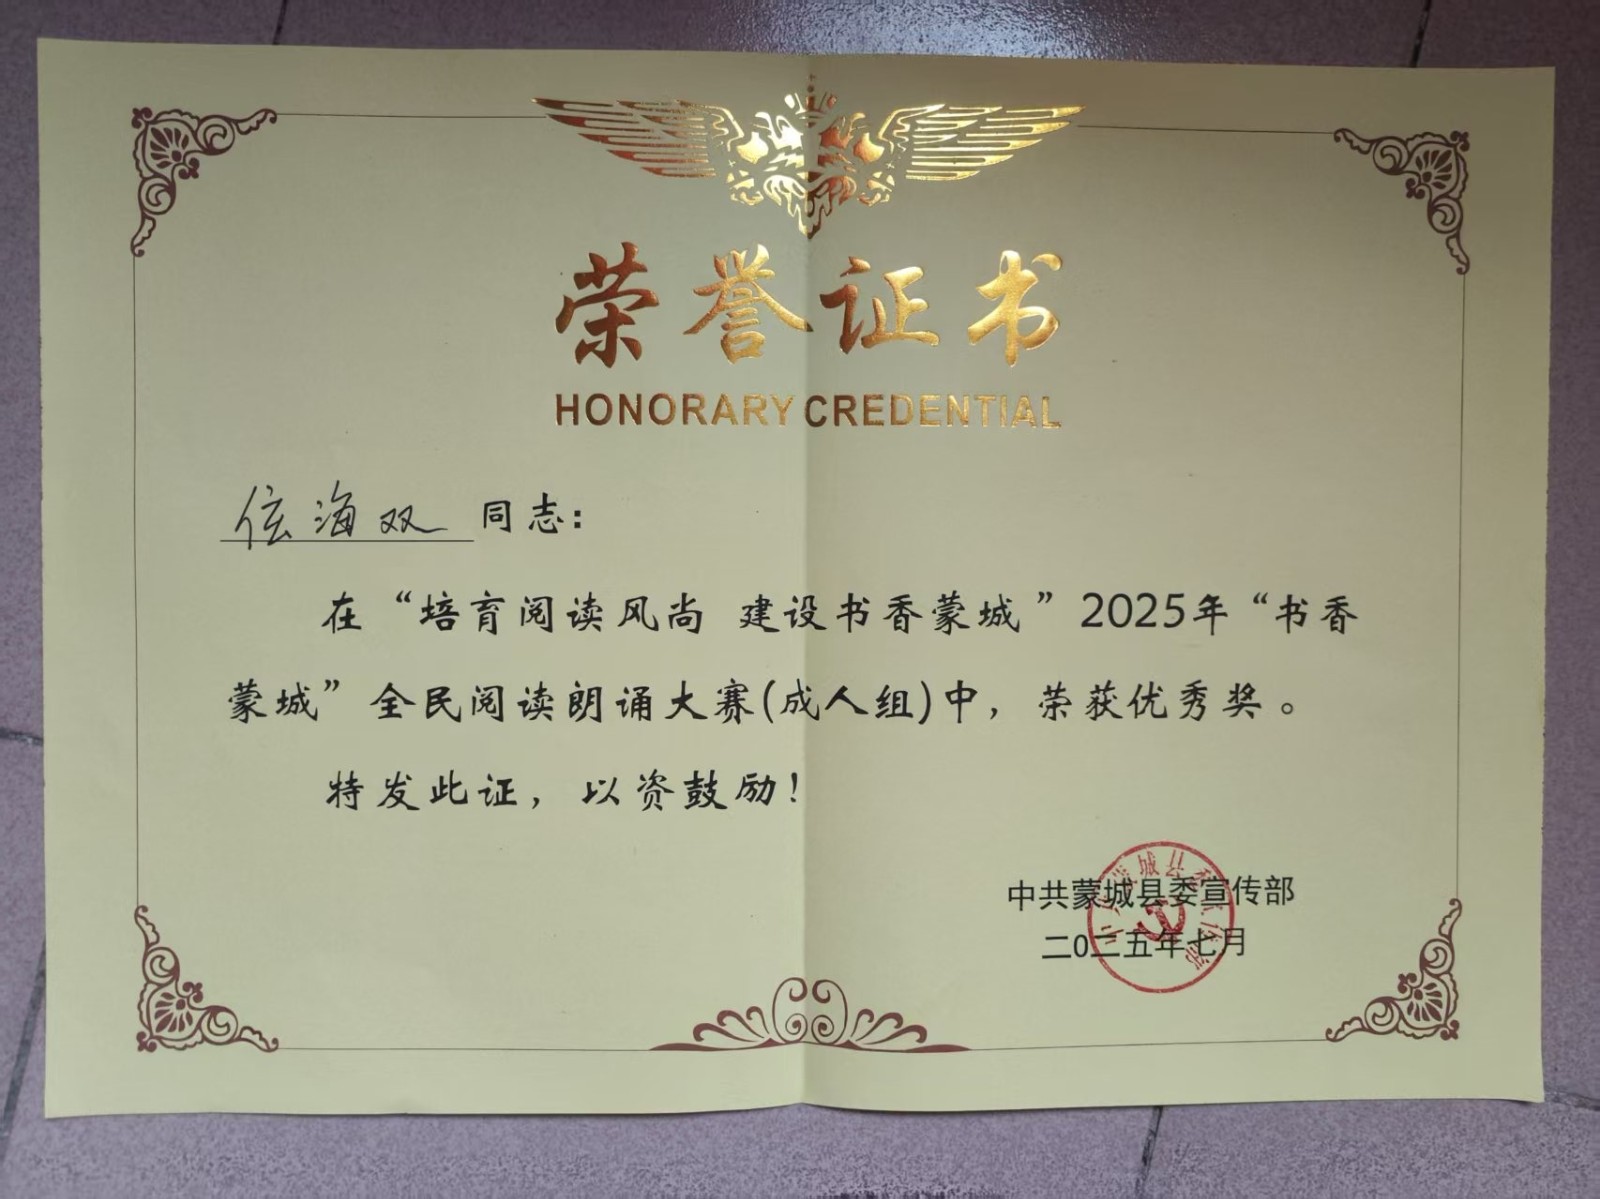 荣誉证书
HONORARY CREDENTIAL
海双 同志:
在“培育阅读风尚 建设书香蒙城”2025年“书香
蒙城”全民阅读朗诵大赛(成人组)中，荣获优秀奖。
特发此证，以资鼓励!
中共蒙城县委宣传部
二0二五年七月